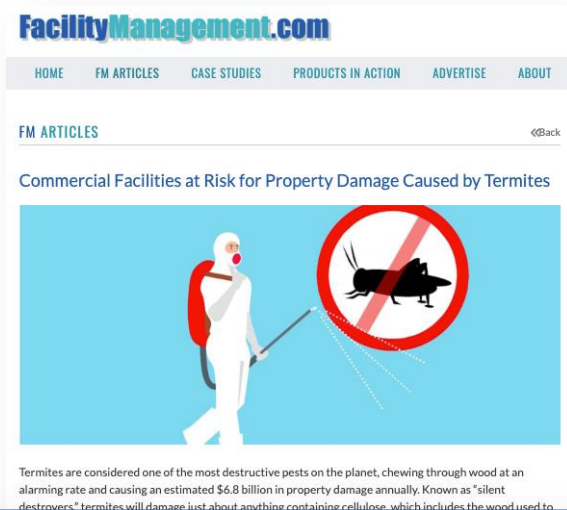 FacilityManagement.com
HOME FM ARTICLES CASE STUDIES PRODUCTS IN ACTION ADVERTISE ABOUT
FM ARTICLES
≪Back
Commercial Facilities at Risk for Property Damage Caused by Termites
Termites are considered one of the most destructive pests on the planet, chewing through wood at an
alarming rate and causing an estimated $6.8 billion in property damage annually. Known as “silent
destroyers,” termites will damage just about anything containing cellulose, which includes the wood used to